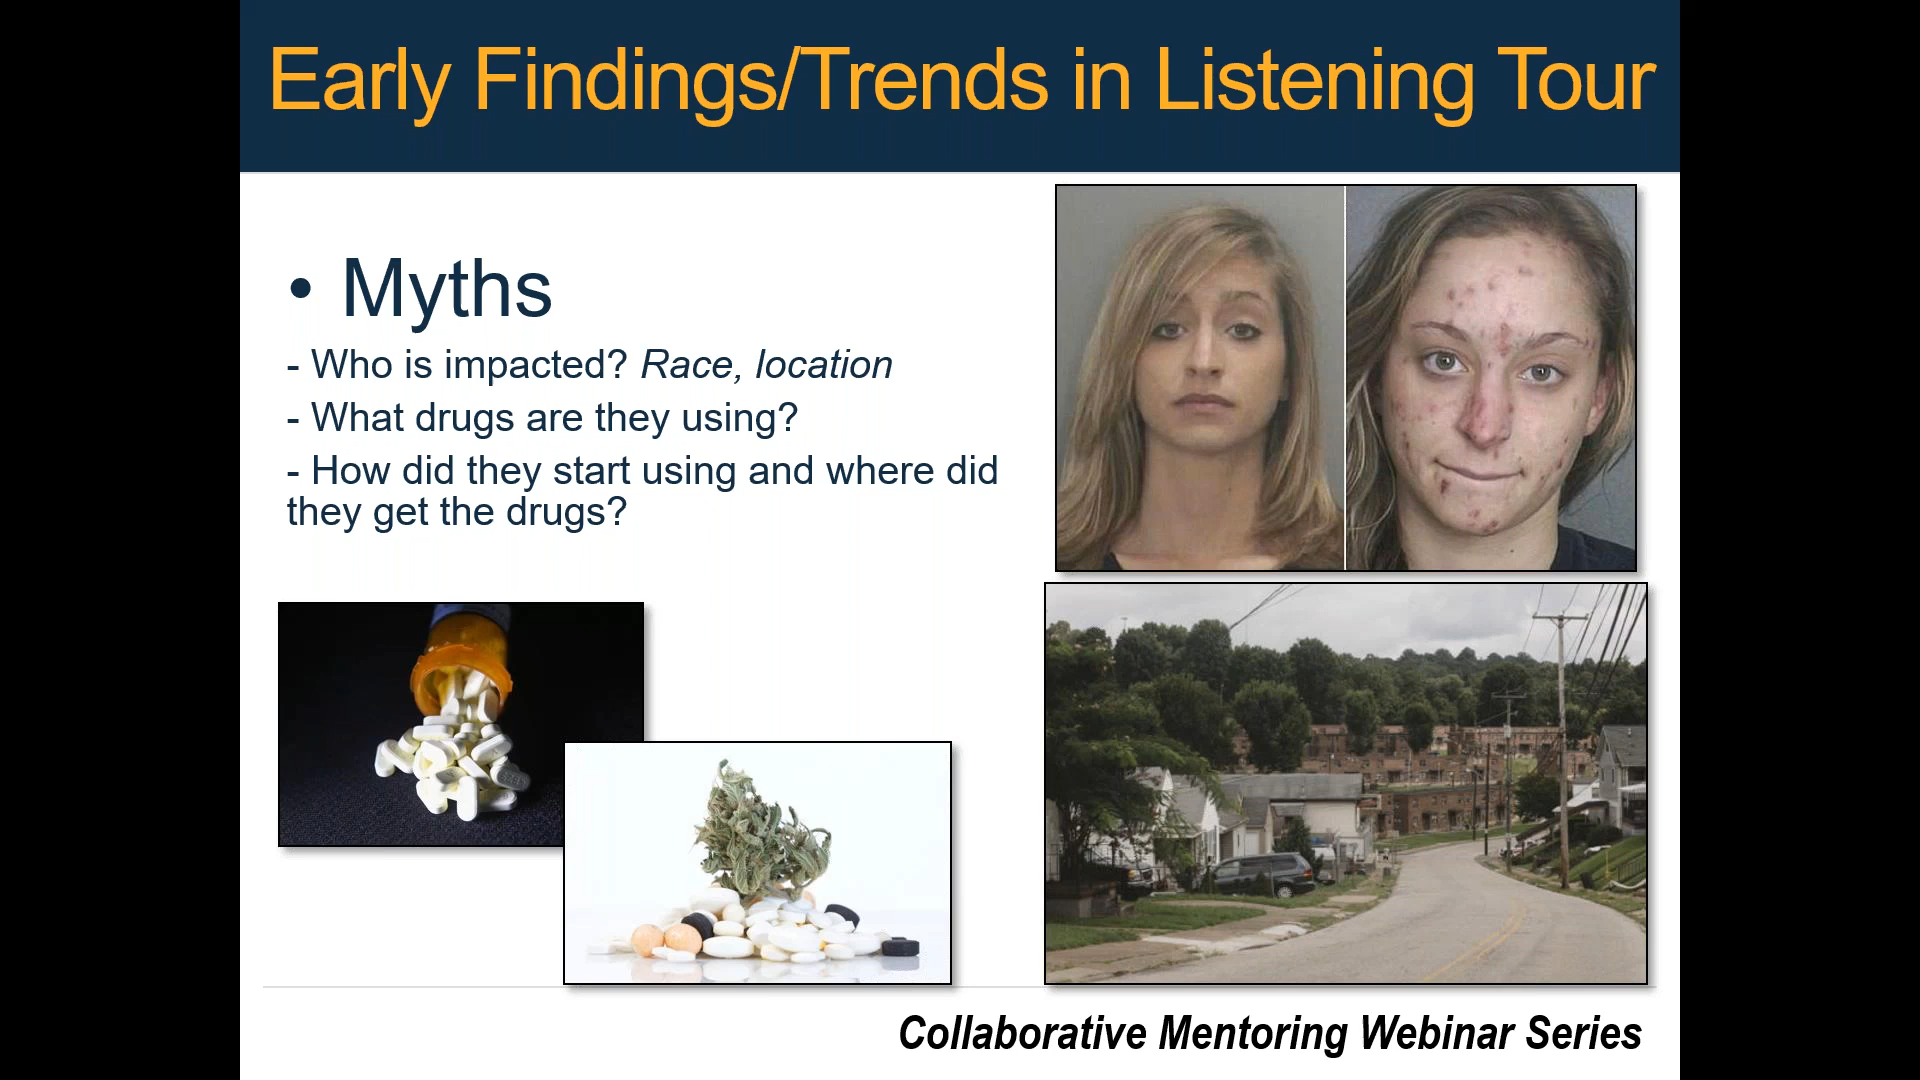 Early Findings/Trends in Listening Tour
• Myths
- Who is impacted? Race, location
- What drugs are they using?
- How did they start using and where did
they get the drugs?
Collaborative Mentoring Webinar Series